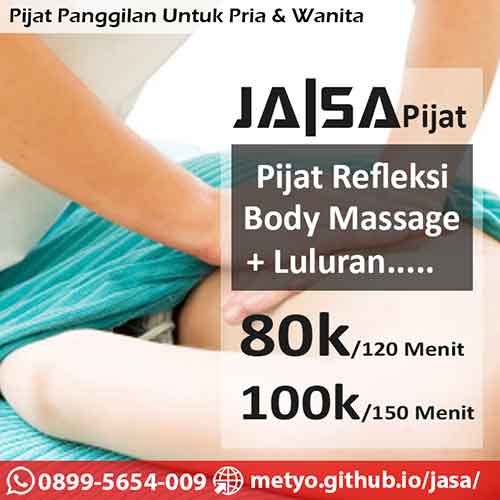 Pijat Panggilan Untuk Pria & Wanita
JA|SA Pijat
Pijat Refleksi
Body Massage
+ Luluran.....
80k/120 Menit
100k/150 Menit
0899-5654-009 metyo.github.io/jasa/